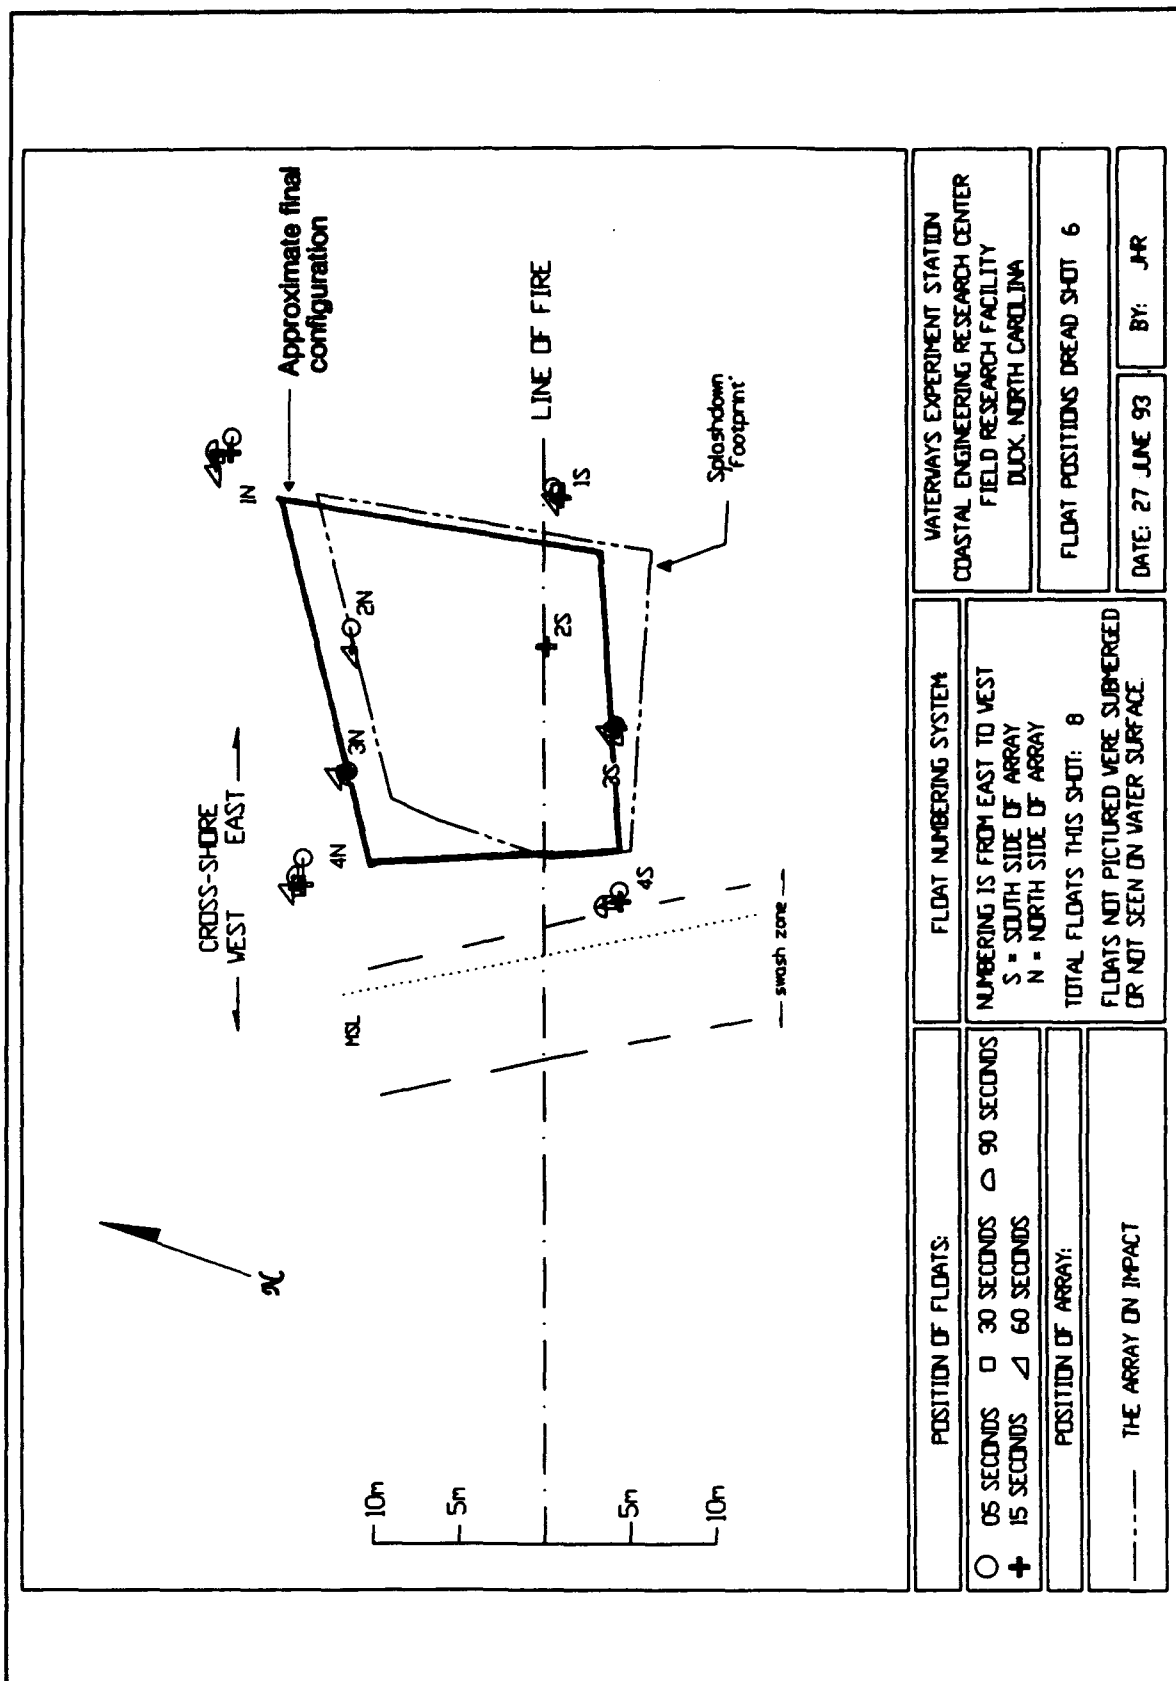 CROSS-SHORE
WEST EAST
Approximate final
configuration
1N
2N
3N
4N
MSL
N
LINE OF FIRE
1S
2S
3S
4S
Splashdown
Footprint
swash zone
10m
5m
5m
10m
POSITION OF FLOATS:
05 SECONDS 30 SECONDS 90 SECONDS
15 SECONDS 60 SECONDS
POSITION OF ARRAY:
THE ARRAY ON IMPACT
FLOAT NUMBERING SYSTEM:
NUMBERING IS FROM EAST TO WEST
S = SOUTH SIDE OF ARRAY
N = NORTH SIDE OF ARRAY
TOTAL FLOATS THIS SHOT: 8
FLOATS NOT PICTURED WERE SUBMERGED
OR NOT SEEN ON WATER SURFACE.
WATERWAYS EXPERIMENT STATION
COASTAL ENGINEERING RESEARCH CENTER
FIELD RESEARCH FACILITY
DUCK, NORTH CAROLINA
FLOAT POSITIONS DREAD SHOT 6
DATE: 27 JUNE 93
BY: JHR